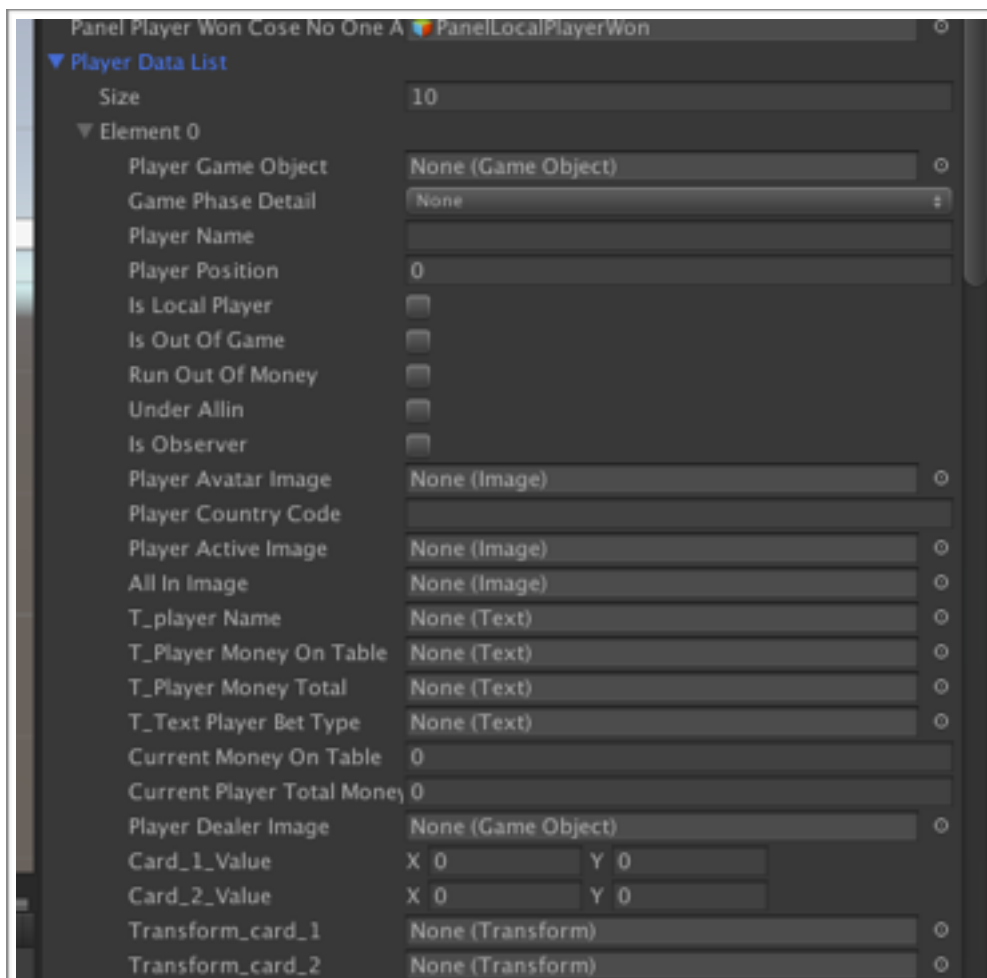 Panel Player Won Cose No One A PanelLocalPlayerWon
Player Data List
Size 10
Element 0
Player Game Object None (Game Object)
Game Phase Detail None
Player Name
Player Position 0
Is Local Player
Is Out Of Game
Run Out Of Money
Under Allin
Is Observer
Player Avatar Image None (Image)
Player Country Code
Player Active Image None (Image)
All In Image None (Image)
T_player Name None (Text)
T_Player Money On Table None (Text)
T_Player Money Total None (Text)
T_Text Player Bet Type None (Text)
Current Money On Table 0
Current Player Total Money 0
Player Dealer Image None (Game Object)
Card_1_Value X 0 Y 0
Card_2_Value X 0 Y 0
Transform_card_1 None (Transform)
Transform_card_2 None (Transform)